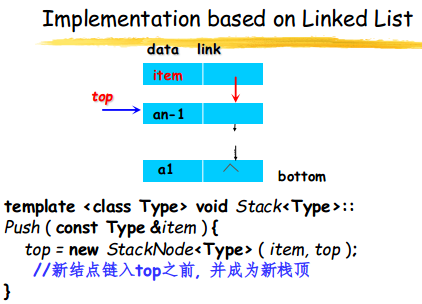 Implementation based on Linked List
data link
item
top
an-1
a1
bottom
template <class Type> void Stack<Type>::
Push ( const Type &item ) {
top = new StackNode<Type> ( item, top );
//新结点链入top之前, 并成为新栈顶
}